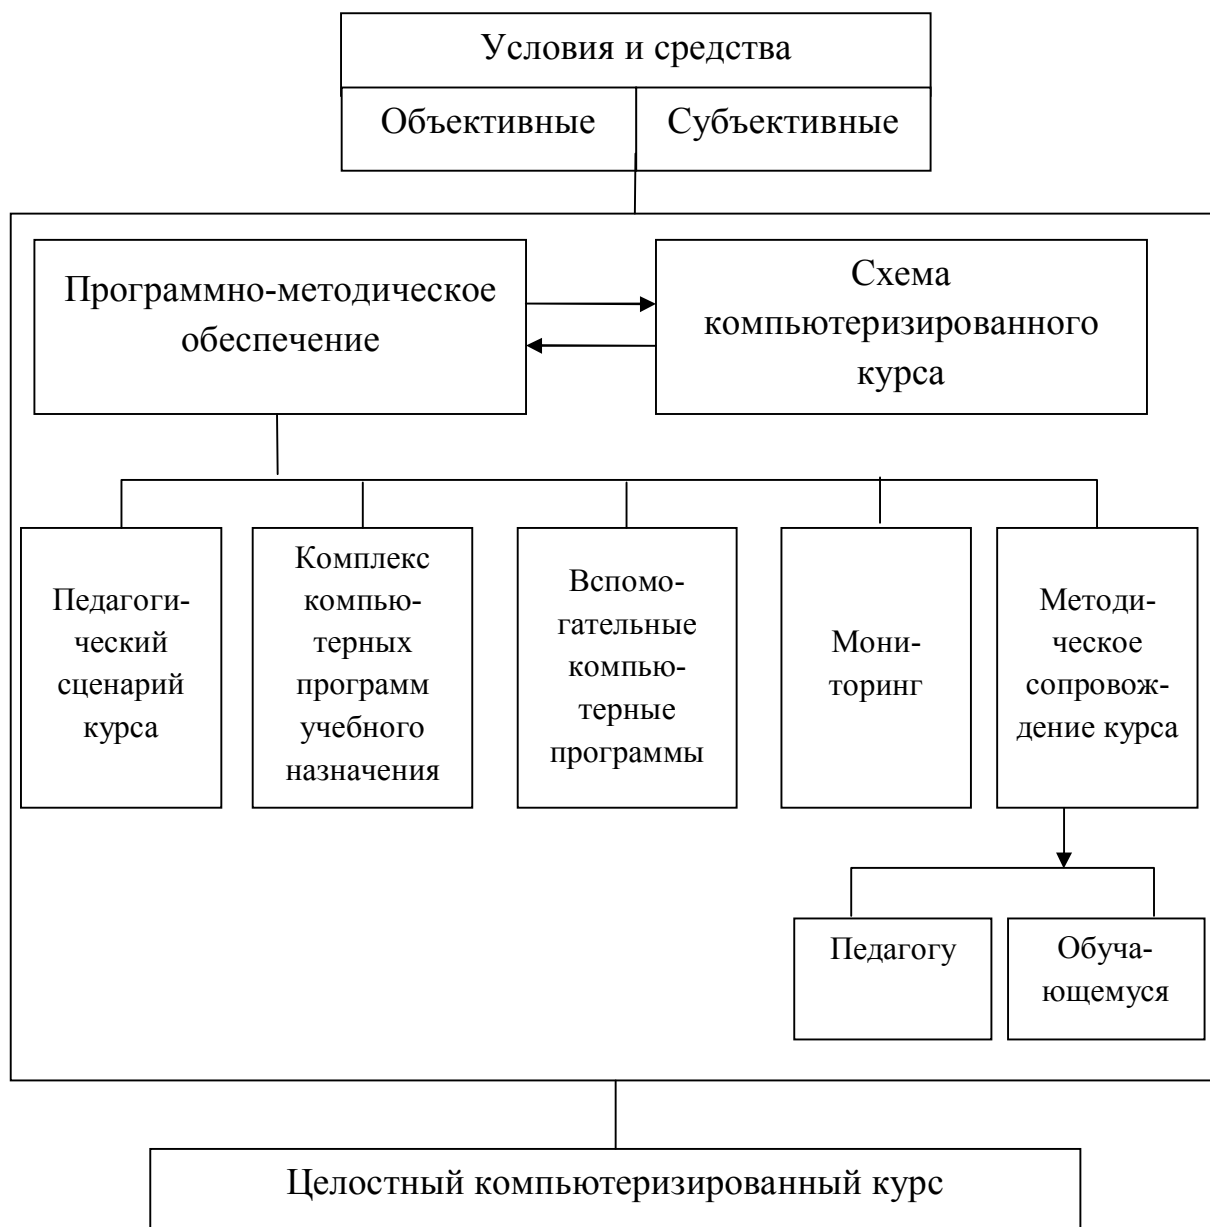 Условия и средства
Объективные
Субъективные
Программно-методическое
обеспечение
Схема
компьютеризированного
курса
Педагоги-
ческий
сценарий
курса
Комплекс
компью-
терных
программ
учебного
назначения
Вспомо-
гательные
компью-
терные
программы
Мони-
торинг
Методи-
ческое
сопровож-
дение курса
Педагогу
Обуча-
ющемуся
Целостный компьютеризированный курс